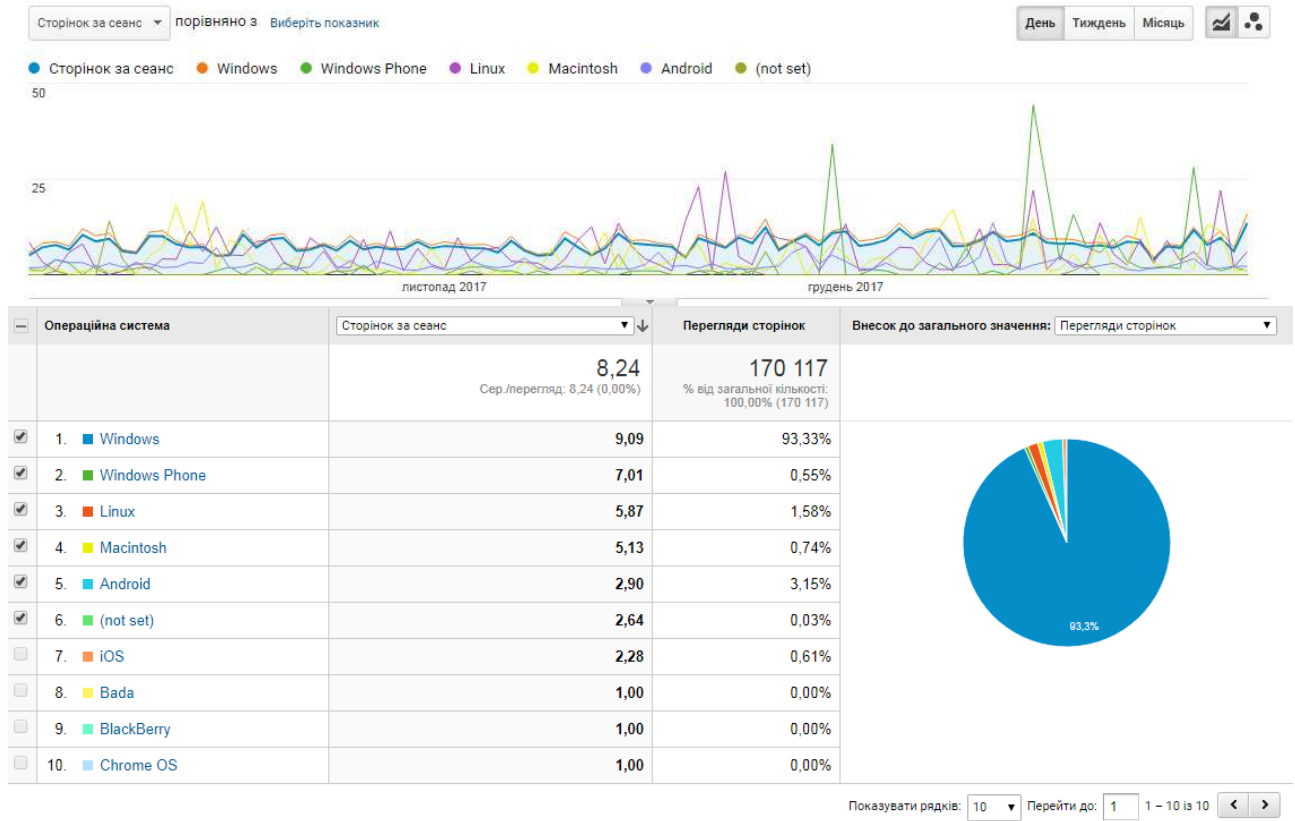 Сторінок за сеанс порівняно з Виберіть показник День Тиждень Місяць
Сторінок за сеанс Windows Windows Phone Linux Macintosh Android (not set)
50
25
листопад 2017 грудень 2017
Операційна система Сторінок за сеанс Перегляди сторінок Внесок до загального значення: Перегляди сторінок
8,24 170 117
Сер./перегляд: 8,24 (0,00%) % від загальної кількості:
100,00% (170 117)
1. Windows 9,09 93,33%
2. Windows Phone 7,01 0,55%
3. Linux 5,87 1,58%
4. Macintosh 5,13 0,74%
5. Android 2,90 3,15%
6. (not set) 2,64 0,03%
93,3%
7. iOS 2,28 0,61%
8. Bada 1,00 0,00%
9. BlackBerry 1,00 0,00%
10. Chrome OS 1,00 0,00%
Показувати рядків: 10 Перейти до: 1 1 – 10 із 10